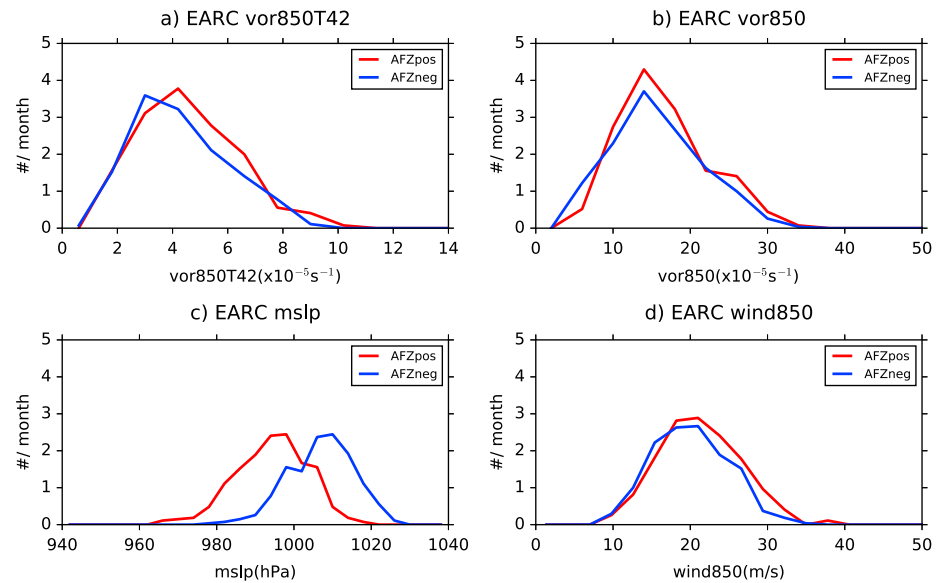 a) EARC vor850T42
5
4
3
2
1
0
#/ month
AFZpos
AFZneg
0 2 4 6 8 10 12 14
vor850T42(x10⁻⁵s⁻¹)
b) EARC vor850
5
4
3
2
1
0
#/ month
AFZpos
AFZneg
0 10 20 30 40 50
vor850(x10⁻⁵s⁻¹)
c) EARC mslp
5
4
3
2
1
0
#/ month
AFZpos
AFZneg
940 960 980 1000 1020 1040
mslp(hPa)
d) EARC wind850
5
4
3
2
1
0
#/ month
AFZpos
AFZneg
0 10 20 30 40 50
wind850(m/s)